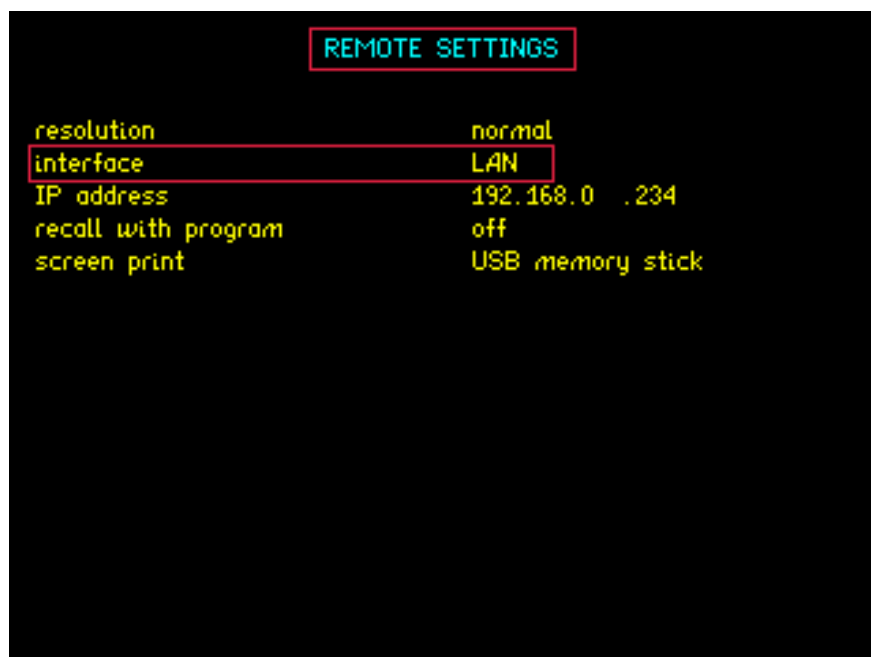 REMOTE SETTINGS
resolution normal
interface LAN
IP address 192.168.0 .234
recall with program off
screen print USB memory stick